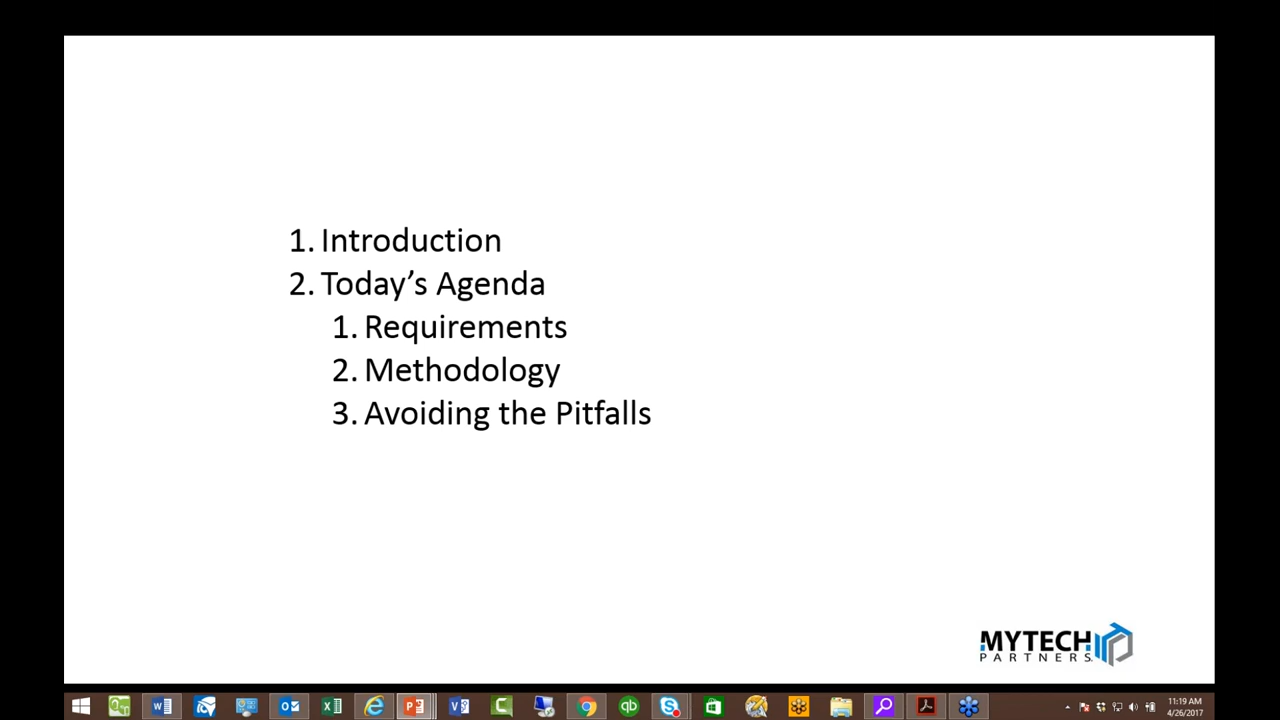 1. Introduction
2. Today's Agenda
1. Requirements
2. Methodology
3. Avoiding the Pitfalls
MYTECH
PARTNERS
11:19 AM
4/26/2017